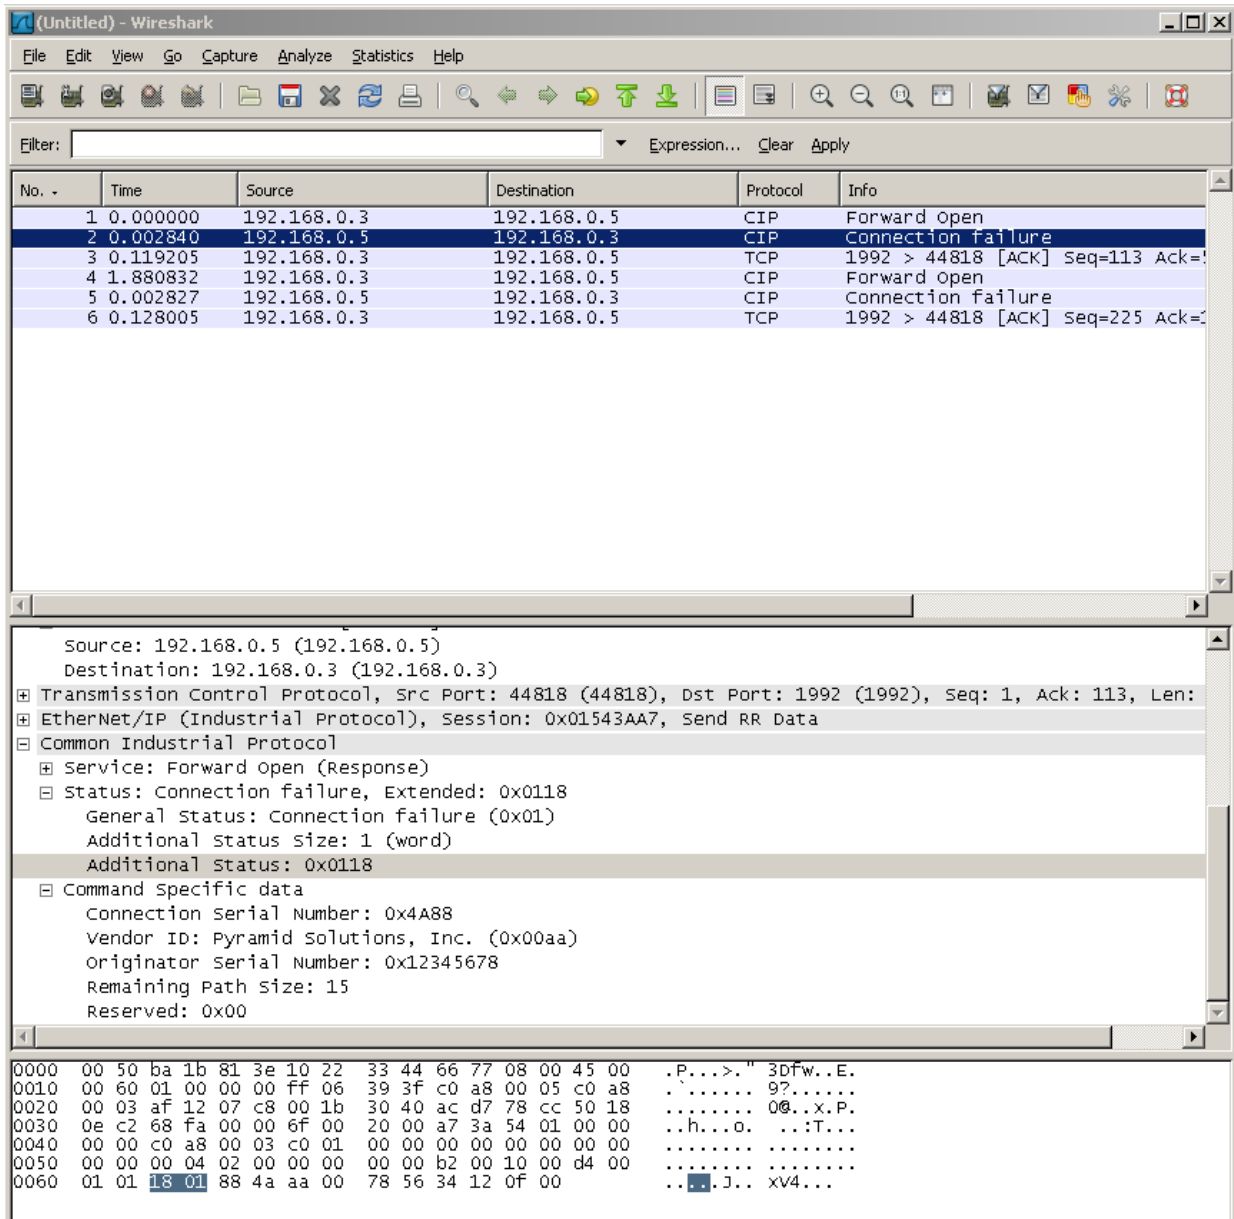 (Untitled) - Wireshark
File Edit View Go Capture Analyze Statistics Help
Filter: Expression... Clear Apply
No. Time Source Destination Protocol Info
1 0.000000 192.168.0.3 192.168.0.5 CIP Forward Open
2 0.002840 192.168.0.5 192.168.0.3 CIP Connection failure
3 0.119205 192.168.0.3 192.168.0.5 TCP 1992 > 44818 [ACK] Seq=113 Ack=
4 1.880832 192.168.0.3 192.168.0.5 CIP Forward Open
5 0.002827 192.168.0.5 192.168.0.3 CIP Connection failure
6 0.128005 192.168.0.3 192.168.0.5 TCP 1992 > 44818 [ACK] Seq=225 Ack=
Source: 192.168.0.5 (192.168.0.5)
Destination: 192.168.0.3 (192.168.0.3)
Transmission Control Protocol, Src Port: 44818 (44818), Dst Port: 1992 (1992), Seq: 1, Ack: 113, Len:
EtherNet/IP (Industrial Protocol), Session: 0x01543AA7, Send RR Data
Common Industrial Protocol
Service: Forward Open (Response)
Status: Connection failure, Extended: 0x0118
General Status: Connection failure (0x01)
Additional Status Size: 1 (word)
Additional Status: 0x0118
Command Specific data
Connection Serial Number: 0x4A88
Vendor ID: Pyramid Solutions, Inc. (0x00aa)
Originator Serial Number: 0x12345678
Remaining Path Size: 15
Reserved: 0x00
0000 00 50 ba 1b 81 3e 10 22 33 44 66 77 08 00 45 00 .P...>." 3Dfw..E.
0010 00 60 01 00 00 00 ff 06 39 3f c0 a8 00 05 c0 a8 .`...... 9?......
0020 00 03 af 12 07 c8 00 1b 30 40 ac d7 78 cc 50 18 ........ 0@..x.P.
0030 0e c2 68 fa 00 00 6f 00 20 00 a7 3a 54 01 00 00 ..h...o. ..:T...
0040 00 00 c0 a8 00 03 c0 01 00 00 00 00 00 00 00 00 ........ ........
0050 00 00 00 04 02 00 00 00 00 00 b2 00 10 00 d4 00 ........ ........
0060 01 01 18 01 88 4a aa 00 78 56 34 12 0f 00 .....J.. xV4...